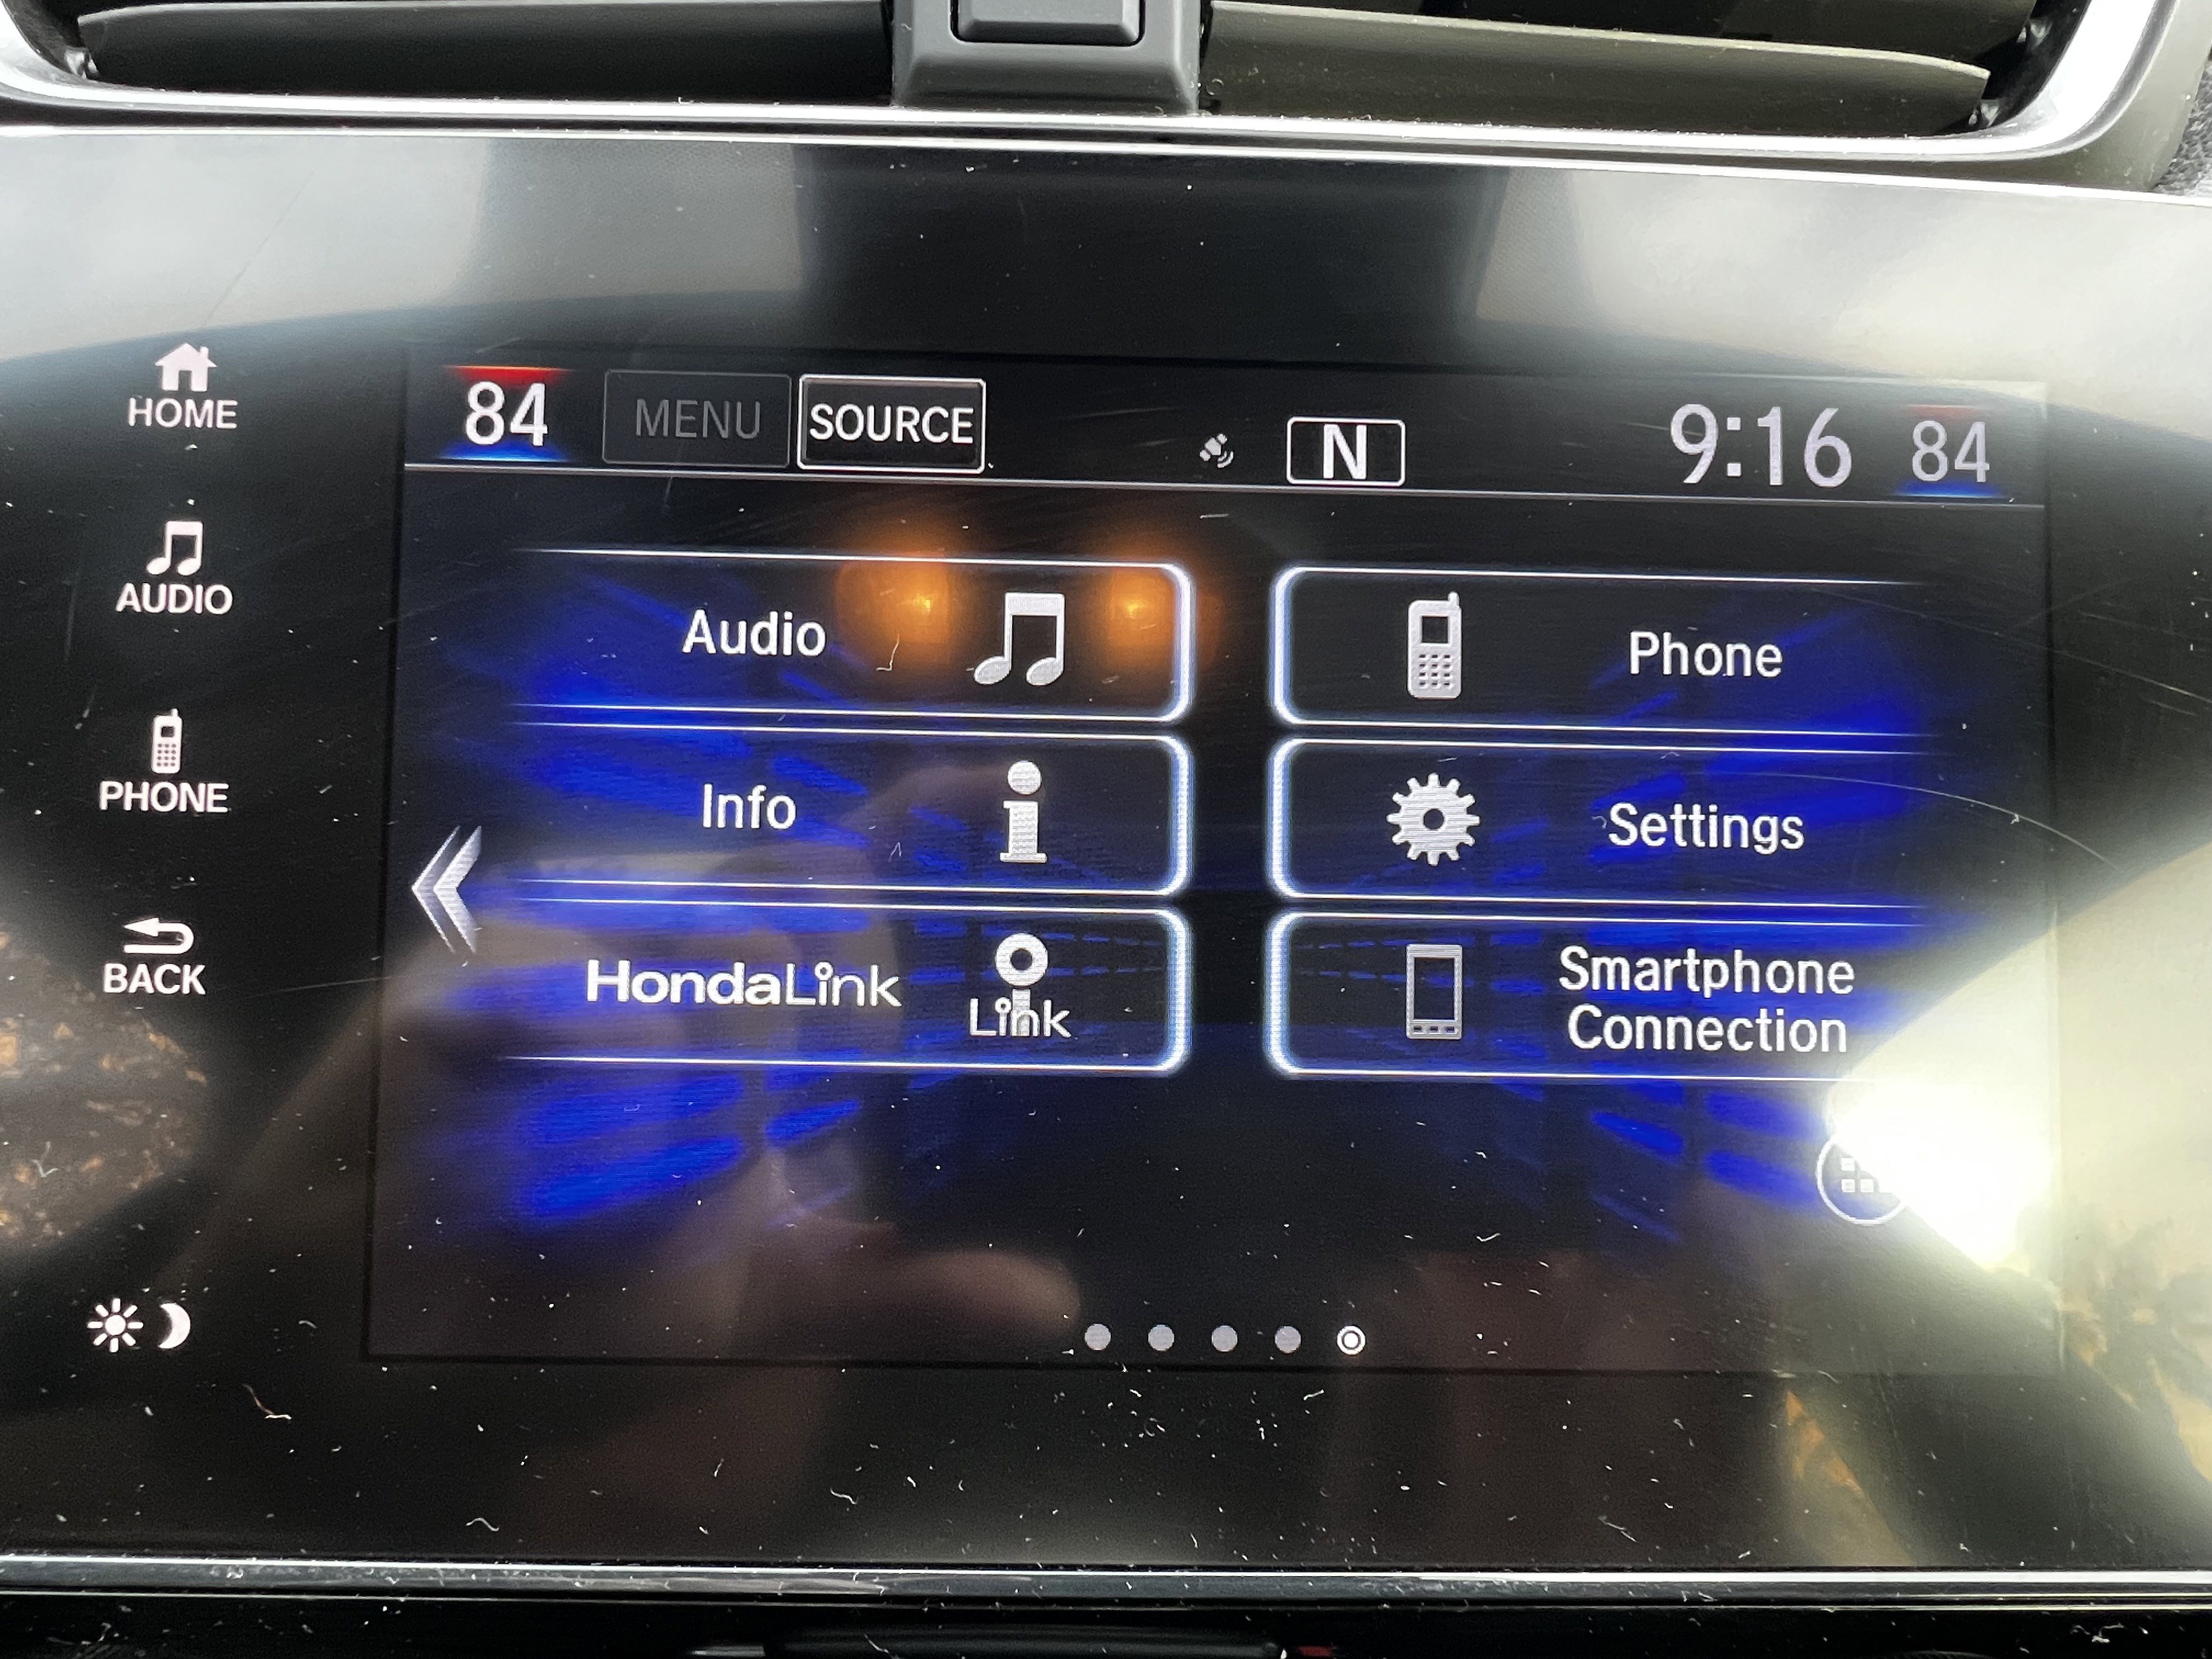 HOME
84
MENU
SOURCE
N
9:16
84
AUDIO
Audio
Phone
PHONE
Info
Settings
BACK
HondaLink
Link
Smartphone
Connection